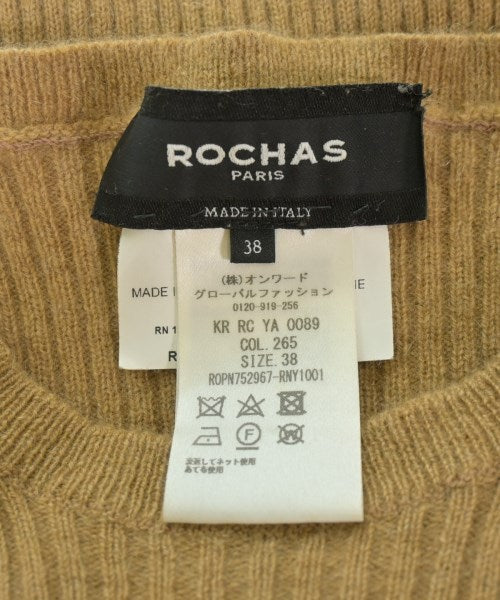 ROCHAS
PARIS
MADE IN ITALY
38
MADE
RN 1
(株)オンワード
グローバルファッション
0120-919-256
KR RC YA 0089
COL. 265
SIZE. 38
ROPN752967-RNY1001
裏返してネット使用
あて布使用